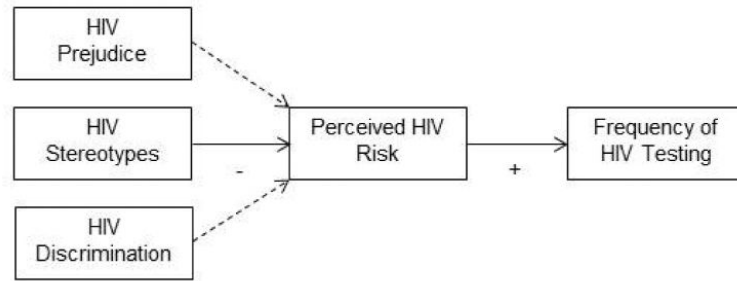 HIV
Prejudice
HIV
Stereotypes
-
HIV
Discrimination
Perceived HIV
Risk
+
Frequency of
HIV Testing